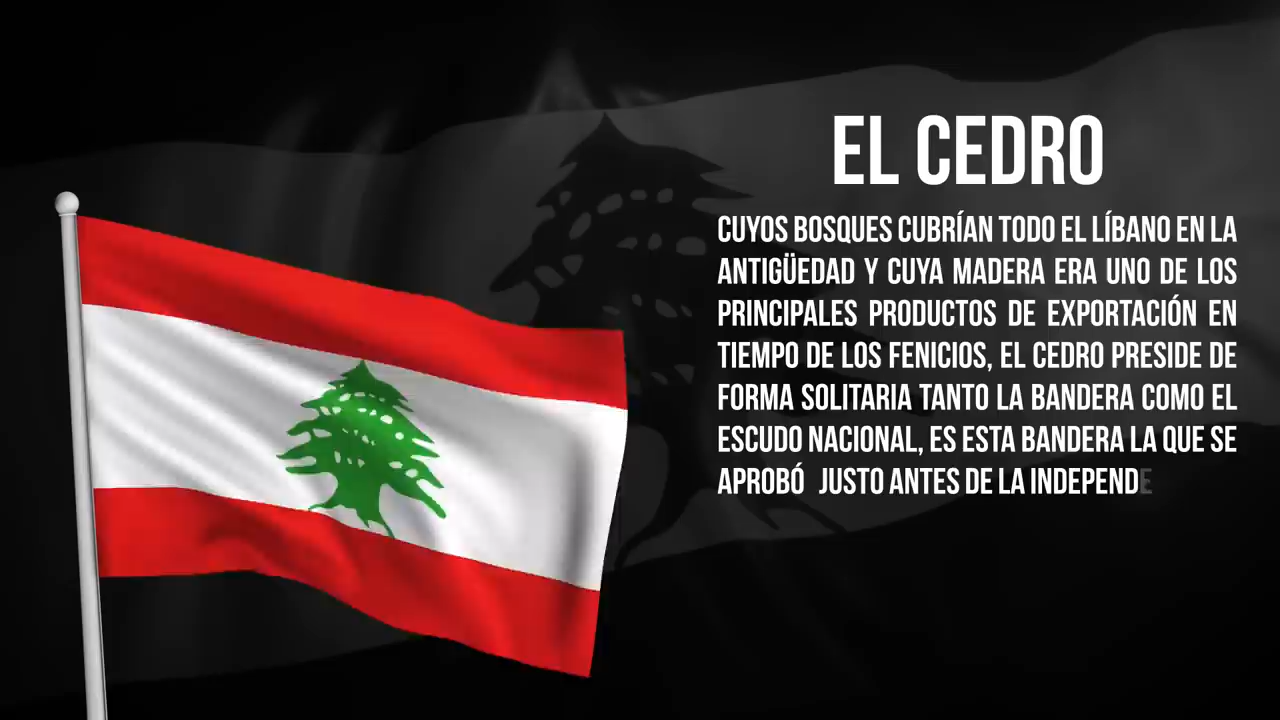 EL CEDRO
CUYOS BOSQUES CUBRÍAN TODO EL LÍBANO EN LA
ANTIGÜEDAD Y CUYA MADERA ERA UNO DE LOS
PRINCIPALES PRODUCTOS DE EXPORTACIÓN EN
TIEMPO DE LOS FENICIOS, EL CEDRO PRESIDE DE
FORMA SOLITARIA TANTO LA BANDERA COMO EL
ESCUDO NACIONAL, ES ESTA BANDERA LA QUE SE
APROBÓ JUSTO ANTES DE LA INDEPENDE